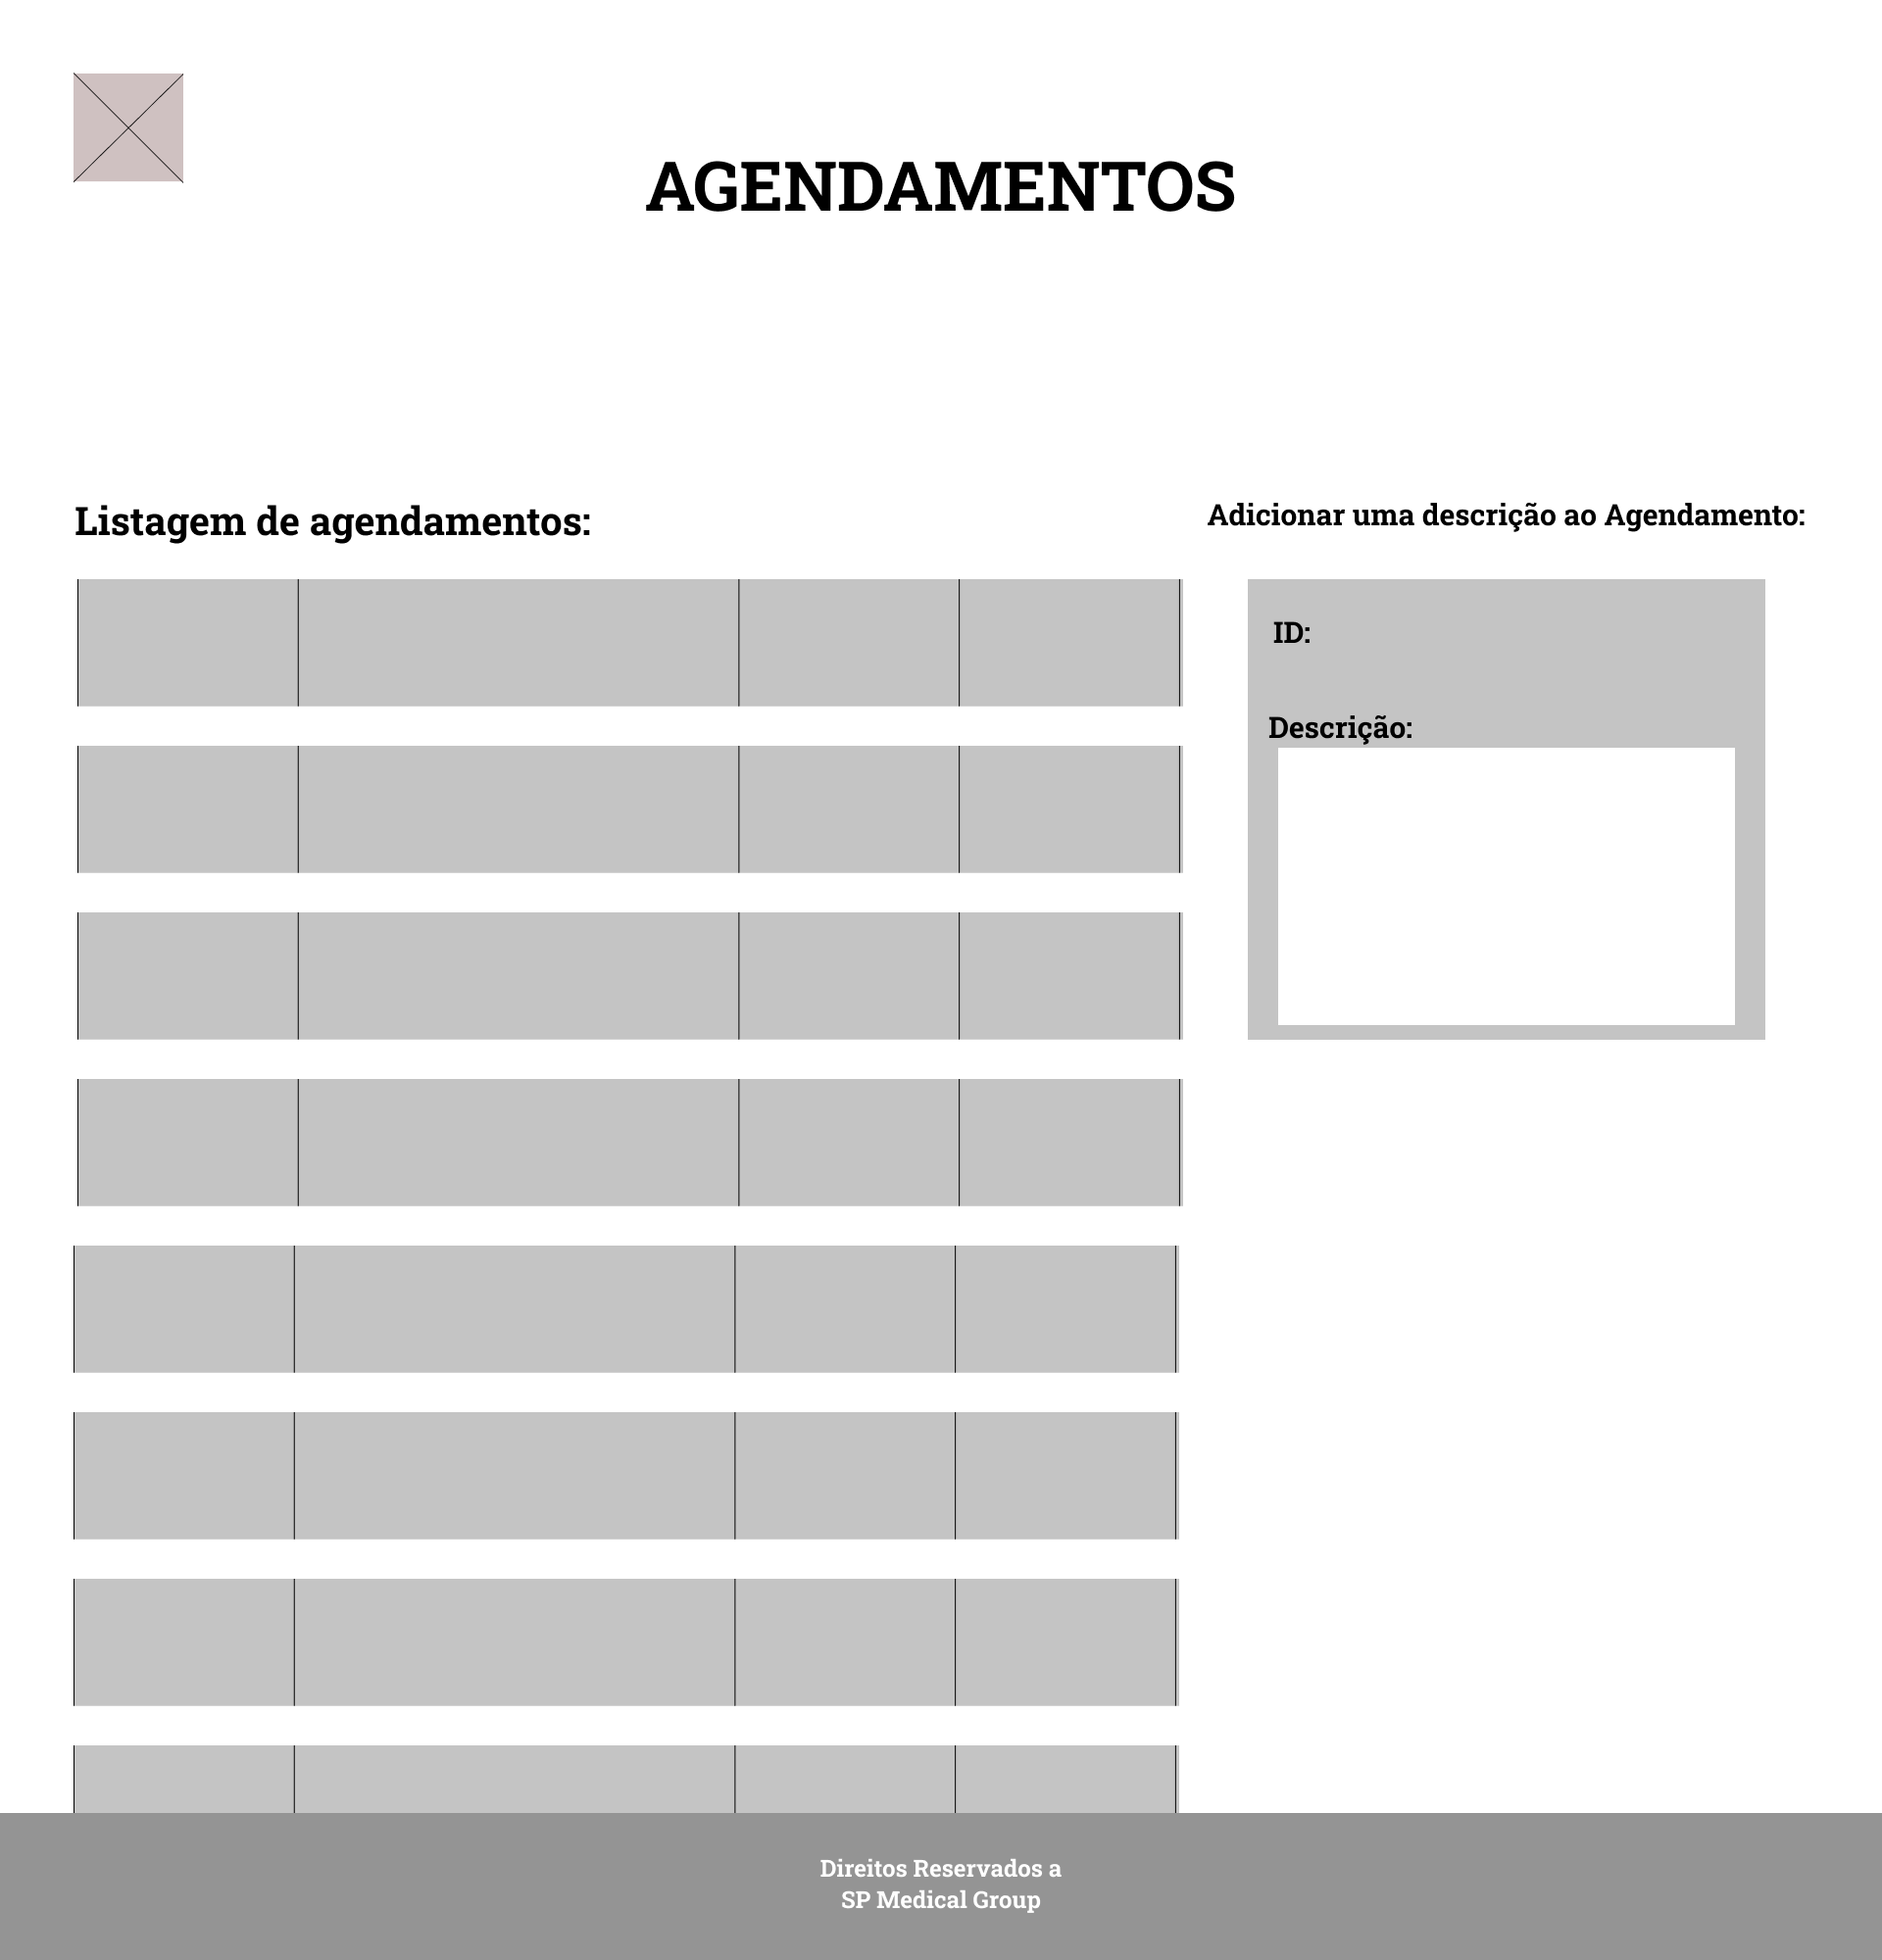 AGENDAMENTOS
Listagem de agendamentos:
Adicionar uma descrição ao Agendamento:
ID:
Descrição:
Direitos Reservados a
SP Medical Group